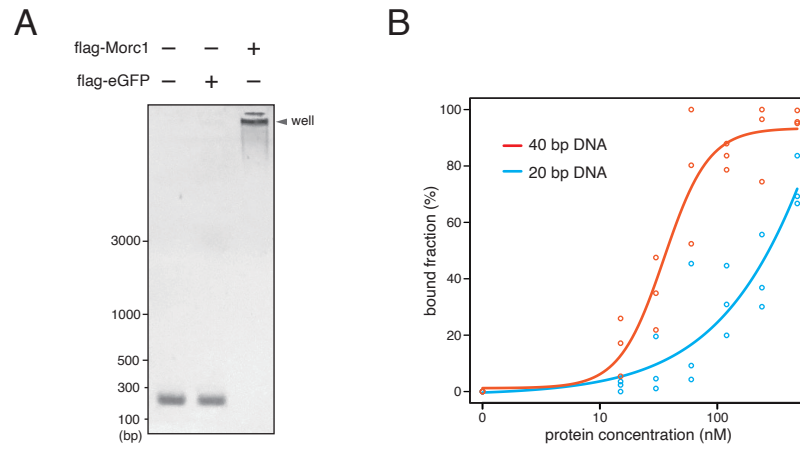 A
flag-Morc1 − − +
flag-eGFP − + −
well
3000
1000
500
300
100
(bp)
B
bound fraction (%)
100
80
60
40
20
0
40 bp DNA
20 bp DNA
0 10 100
protein concentration (nM)